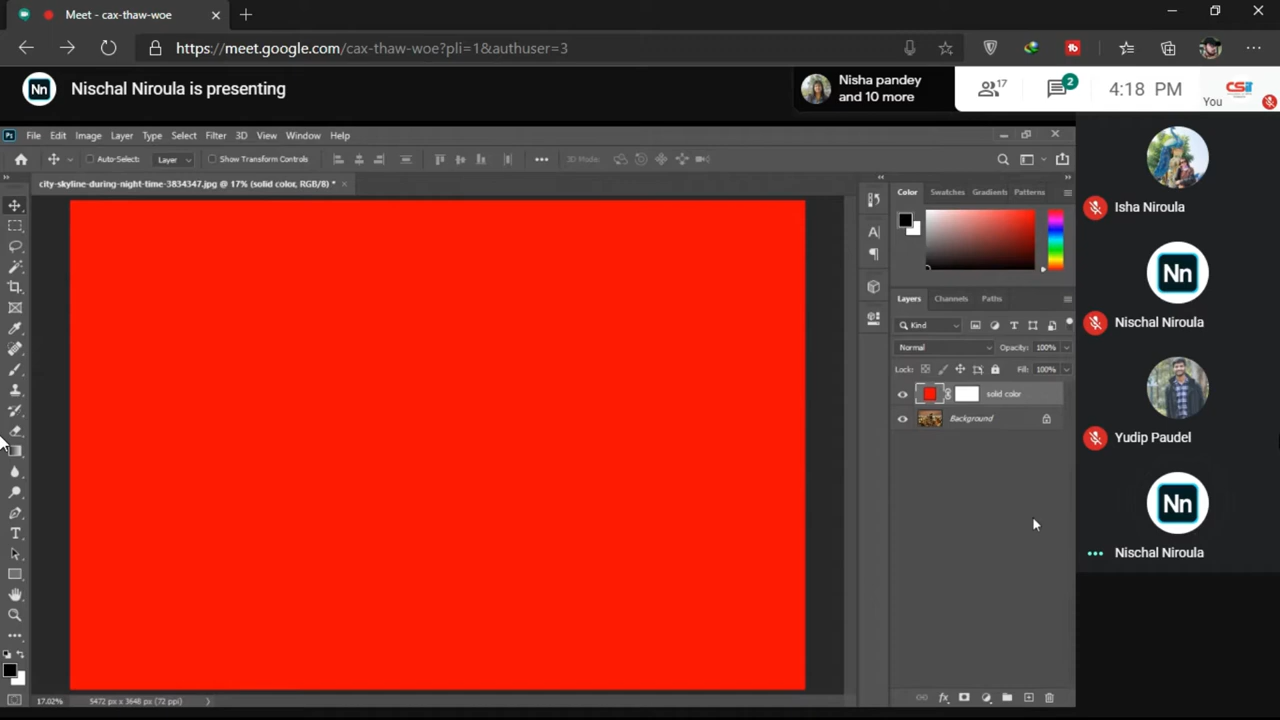 Meet - cax-thaw-woe
https://meet.google.com/cax-thaw-woe?pli=1&authuser=3
Nn
Nischal Niroula is presenting
Nisha pandey
and 10 more
17
2
4:18 PM
CSIT
You
Ps File Edit Image Layer Type Select Filter 3D View Window Help
Auto-Select: Layer Show Transform Controls 3D Mode:
city-skyline-during-night-time-3834347.jpg @ 17% (solid color, RGB/8) *
Color Swatches Gradients Patterns
Layers Channels Paths
Kind
Normal Opacity: 100%
Lock: Fill: 100%
solid color
Background
17.02% 5472 px x 3648 px (72 ppi)
Isha Niroula
Nn
Nischal Niroula
Yudip Paudel
Nn
Nischal Niroula